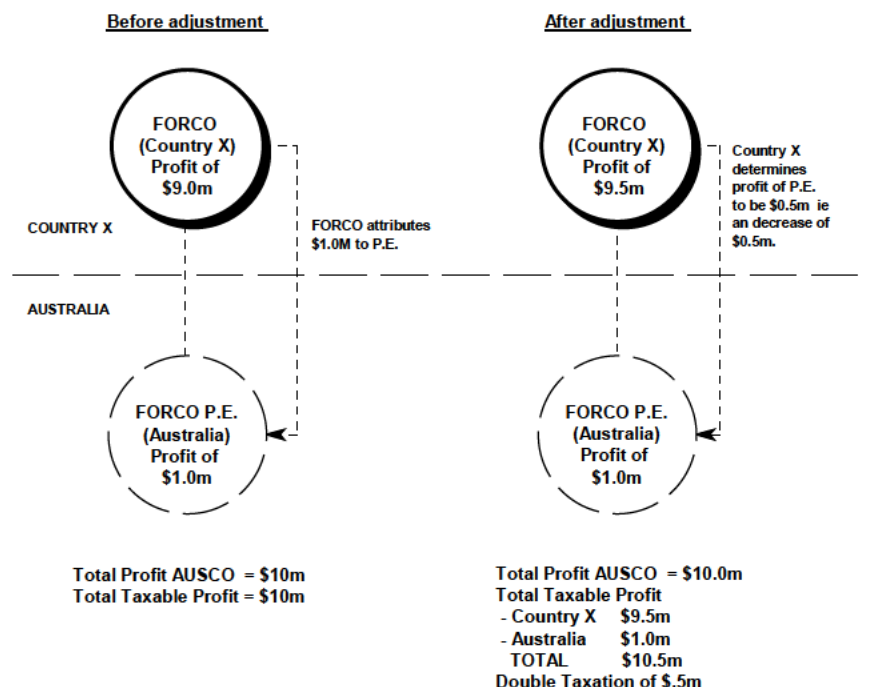 Before adjustment
FORCO
(Country X)
Profit of
$9.0m
COUNTRY X
FORCO attributes
$1.0M to P.E.
AUSTRALIA
FORCO P.E.
(Australia)
Profit of
$1.0m
Total Profit AUSCO = $10m
Total Taxable Profit = $10m
After adjustment
FORCO
(Country X)
Profit of
$9.5m
Country X
determines
profit of P.E.
to be $0.5m ie
an decrease of
$0.5m.
FORCO P.E.
(Australia)
Profit of
$1.0m
Total Profit AUSCO = $10.0m
Total Taxable Profit
- Country X $9.5m
- Australia $1.0m
TOTAL $10.5m
Double Taxation of $.5m